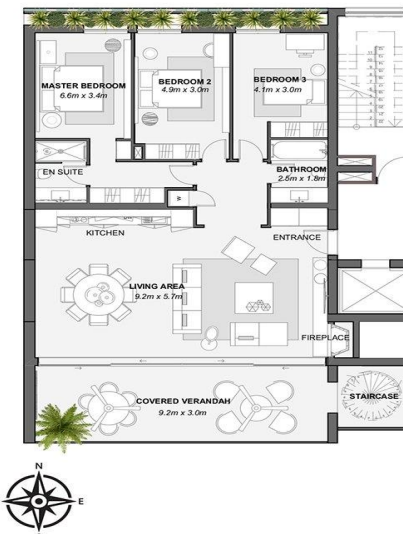 MASTER BEDROOM
6.6m x 3.4m
BEDROOM 2
4.9m x 3.0m
BEDROOM 3
4.1m x 3.0m
EN SUITE
BATHROOM
2.5m x 1.8m
W
KITCHEN
ENTRANCE
LIVING AREA
9.2m x 5.7m
FIREPLACE
COVERED VERANDAH
9.2m x 3.0m
STAIRCASE
N
E